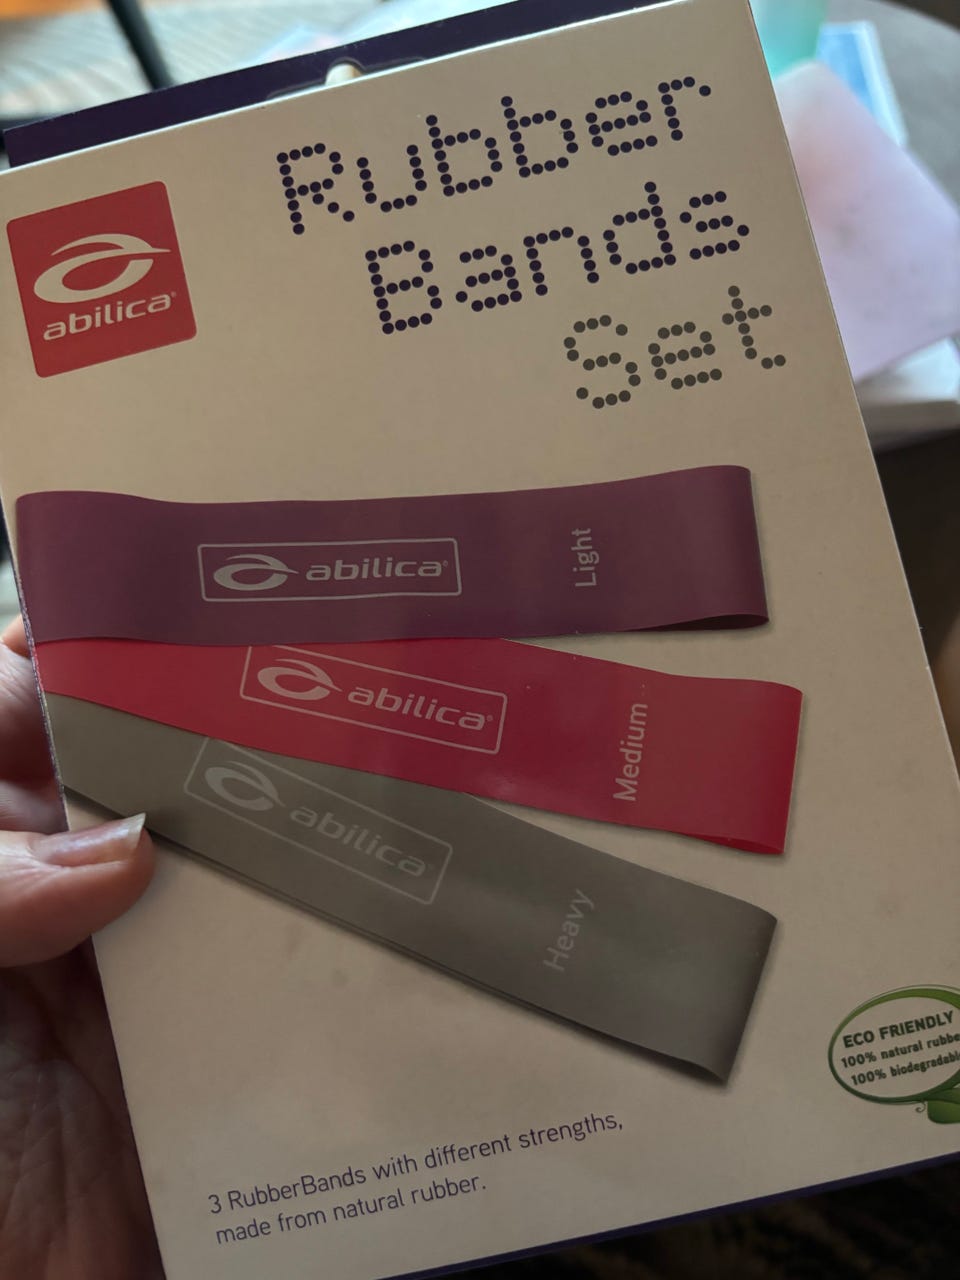 Rubber
Bands
Set
abilica®
abilica®
Light
abilica®
Medium
abilica®
Heavy
ECO FRIENDLY
100% natural
100%
3 RubberBands with different strengths,
made from natural rubber.